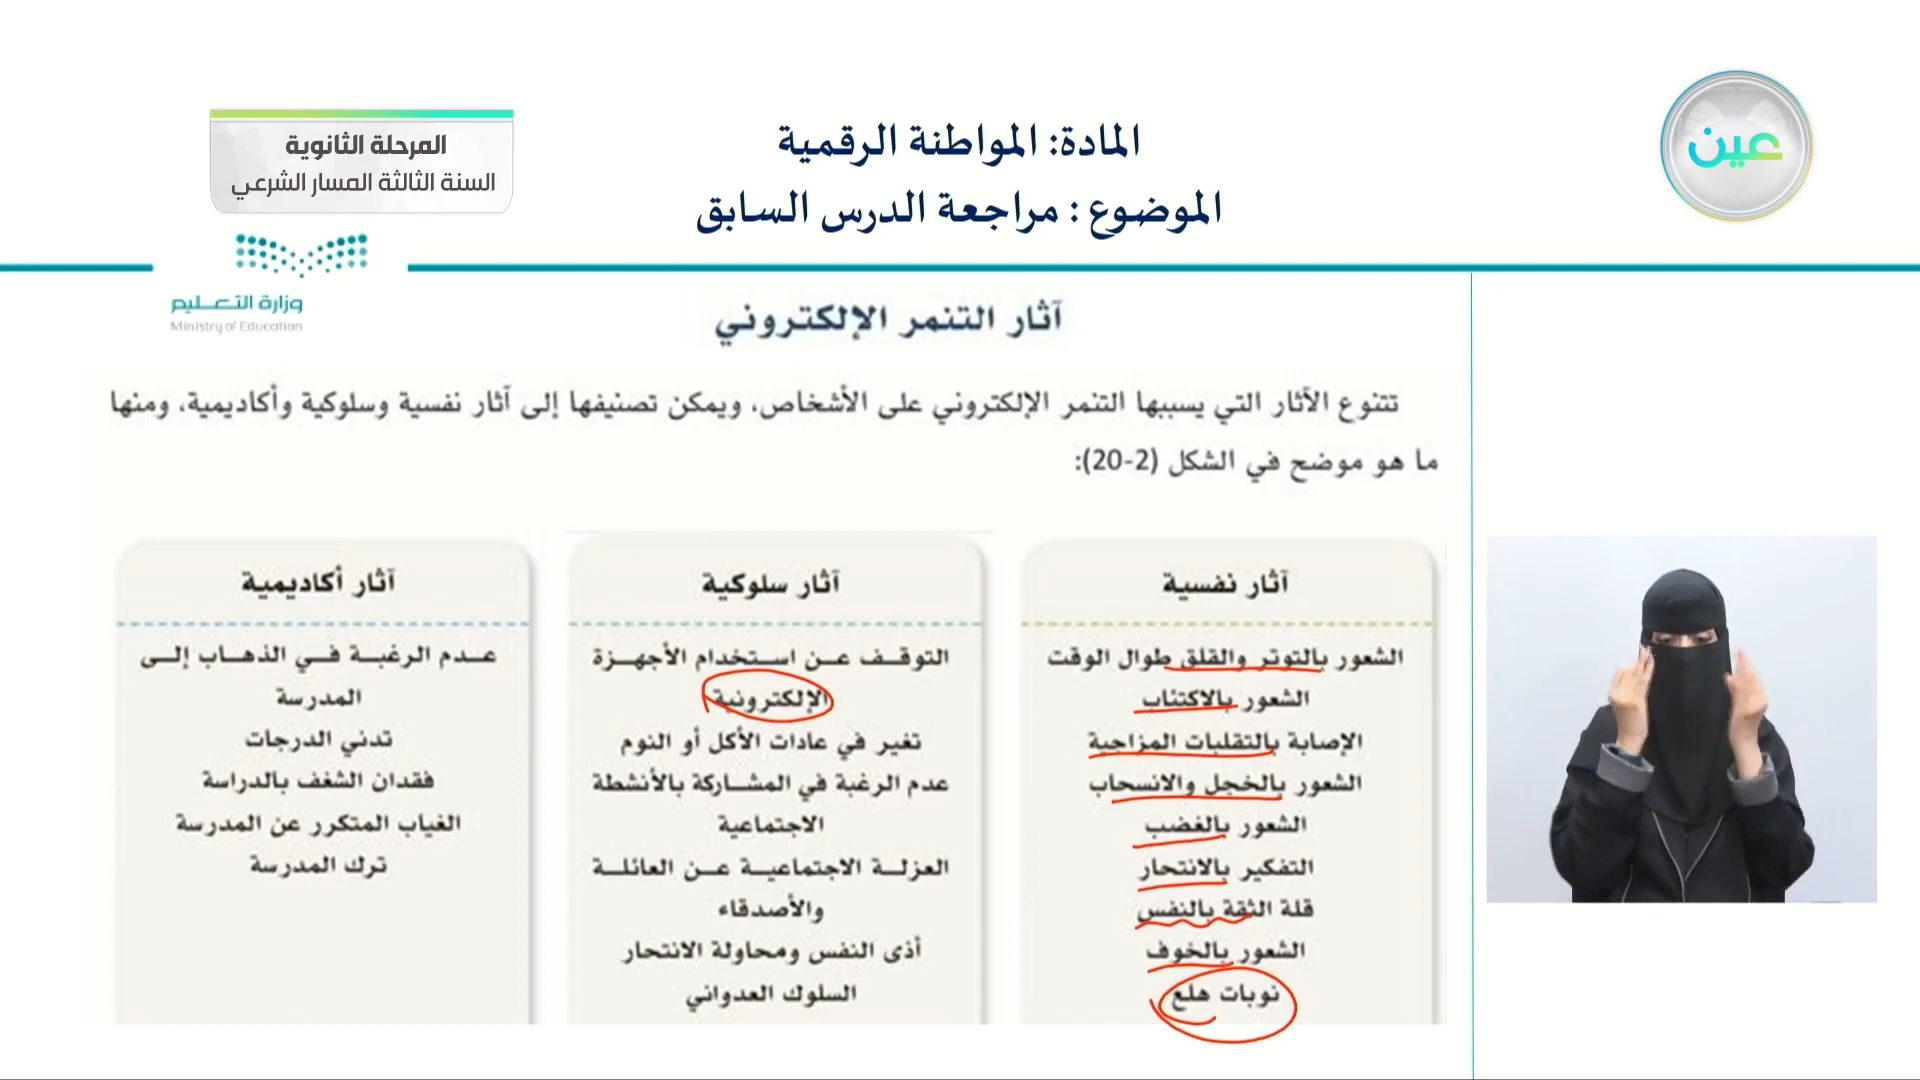 المادة: المواطنة الرقمية
الموضوع : مراجعة الدرس السابق
عين
المرحلة الثانوية
السنة الثالثة المسار الشرعي
وزارة التعليم
Ministry of Education
آثار التنمر الإلكتروني
تتنوع الآثار التي يسببها التنمر الإلكتروني على الأشخاص، ويمكن تصنيفها إلى آثار نفسية وسلوكية وأكاديمية، ومنها
ما هو موضح في الشكل (2-20):
آثار نفسية
الشعور بالتوتر والقلق طوال الوقت
الشعور بالاكتئاب
الإصابة بالتقلبات المزاجية
الشعور بالخجل والانسحاب
الشعور بالغضب
التفكير بالانتحار
قلة الثقة بالنفس
الشعور بالخوف
نوبات هلع
آثار سلوكية
التوقف عن استخدام الأجهزة
الإلكترونية
تغير في عادات الأكل أو النوم
عدم الرغبة في المشاركة بالأنشطة
الاجتماعية
العزلة الاجتماعية عن العائلة
والأصدقاء
أذى النفس ومحاولة الانتحار
السلوك العدواني
آثار أكاديمية
عدم الرغبة في الذهاب إلى
المدرسة
تدني الدرجات
فقدان الشغف بالدراسة
الغياب المتكرر عن المدرسة
ترك المدرسة